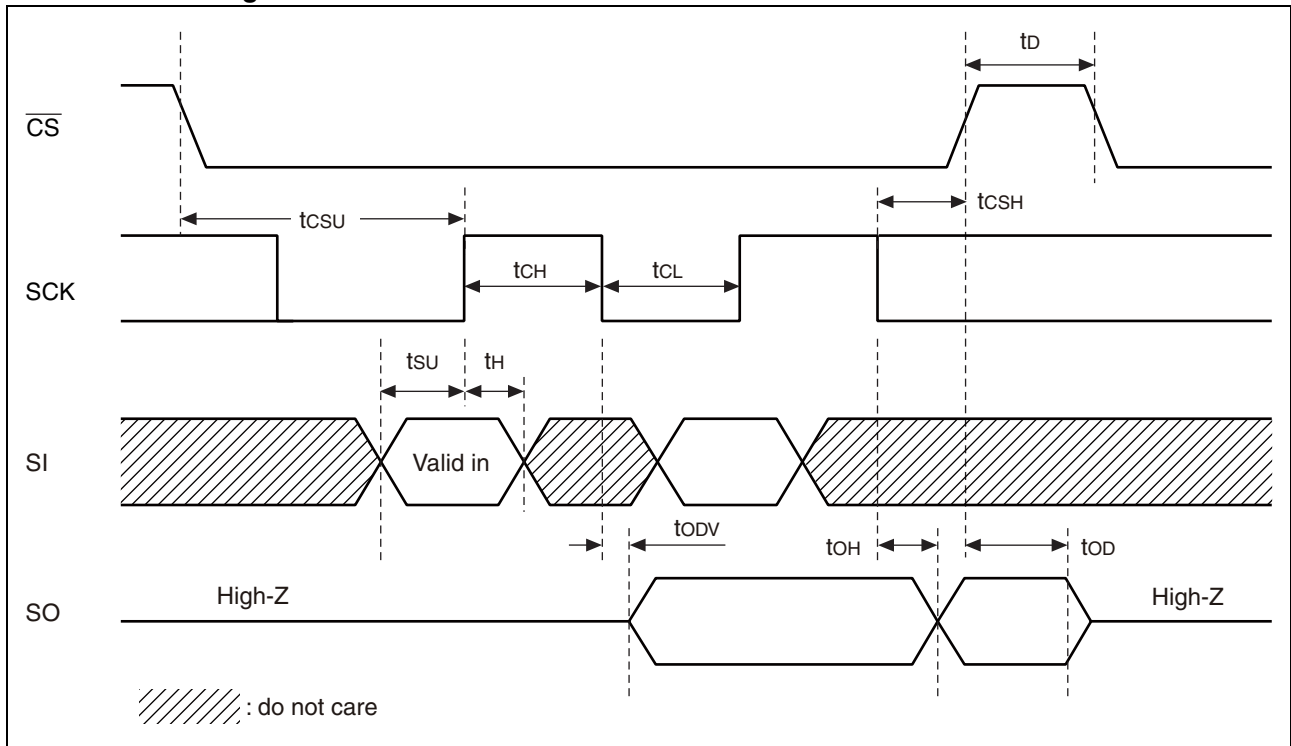 g
tD
CS
tCSU
tCSH
tCH
tCL
SCK
tSU
tH
SI
Valid in
tODV
tOH
tOD
High-Z
High-Z
SO
: do not care